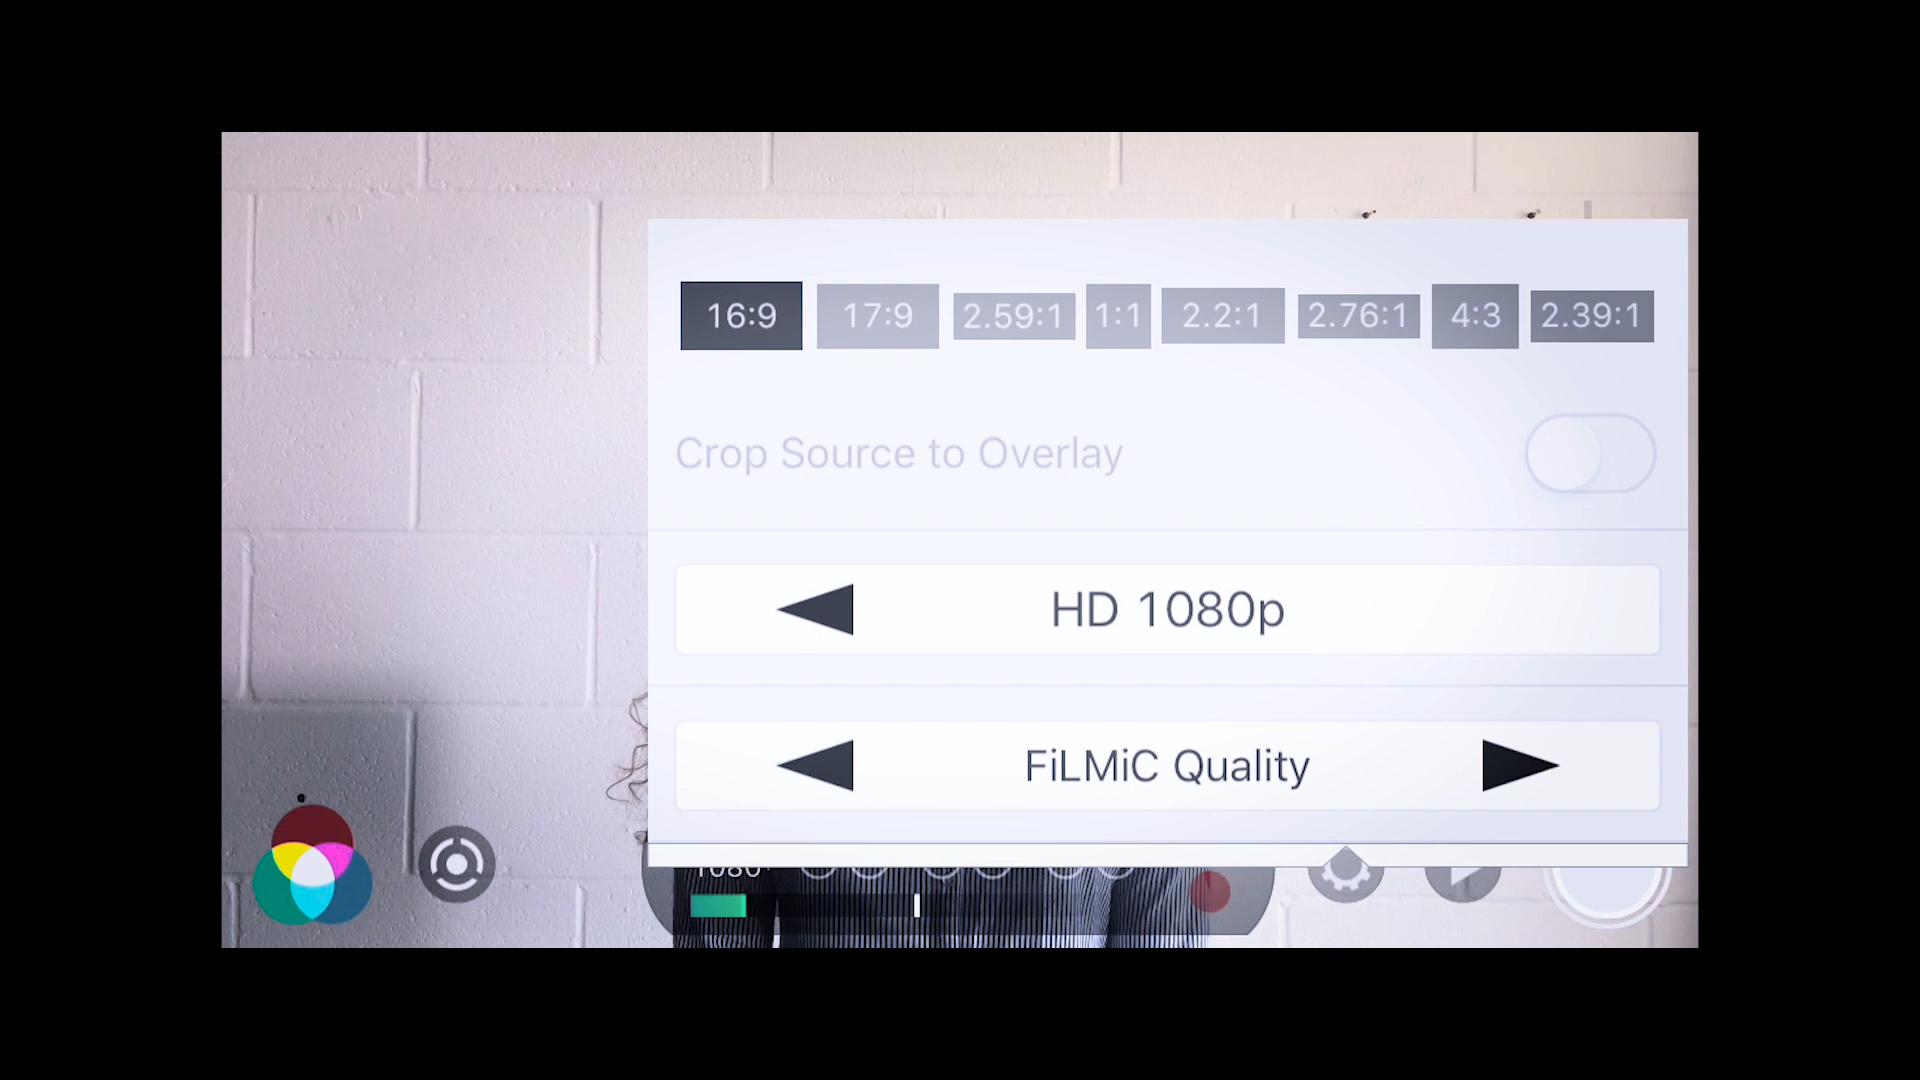 16:9 17:9 2.59:1 1:1 2.2:1 2.76:1 4:3 2.39:1
Crop Source to Overlay
HD 1080p
FiLMiC Quality
1080